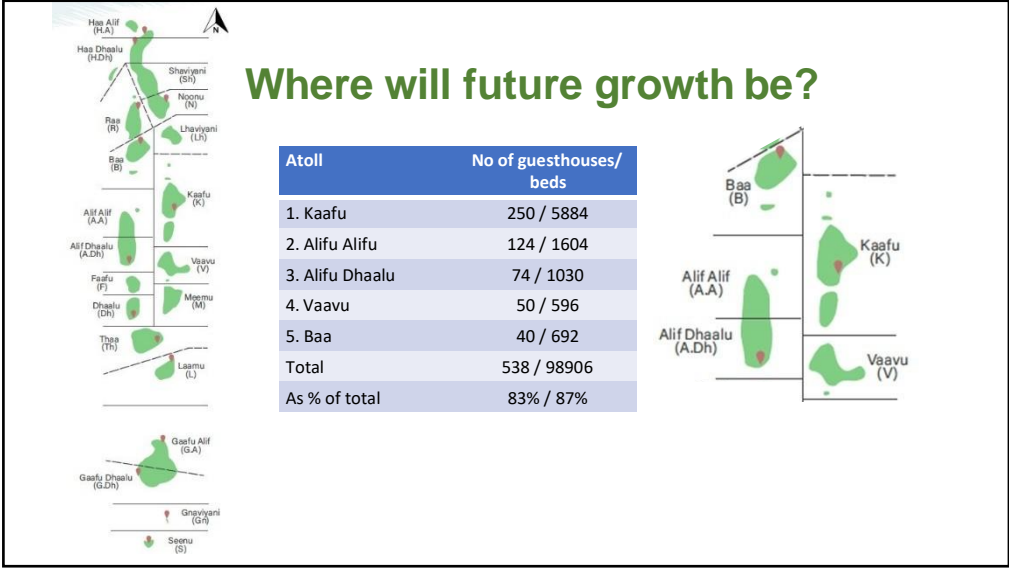 Haa Alif
(H.A)
N
Haa Dhaalu
(H.Dh)
Shaviyani
(Sh)
Noonu
(N)
Raa
(R)
Lhaviyani
(Lh)
Baa
(B)
Kaafu
(K)
Alif Alif
(A.A)
Alif Dhaalu
(A.Dh)
Vaavu
(V)
Faafu
(F)
Meemu
(M)
Dhaalu
(Dh)
Thaa
(Th)
Laamu
(L)
Gaafu Alif
(G.A)
Gaafu Dhaalu
(G.Dh)
Gnaviyani
(Gn)
Seenu
(S)
Where will future growth be?
Atoll No of guesthouses/
beds
1. Kaafu 250 / 5884
2. Alifu Alifu 124 / 1604
3. Alifu Dhaalu 74 / 1030
4. Vaavu 50 / 596
5. Baa 40 / 692
Total 538 / 98906
As % of total 83% / 87%
Baa
(B)
Kaafu
(K)
Alif Alif
(A.A)
Alif Dhaalu
(A.Dh)
Vaavu
(V)